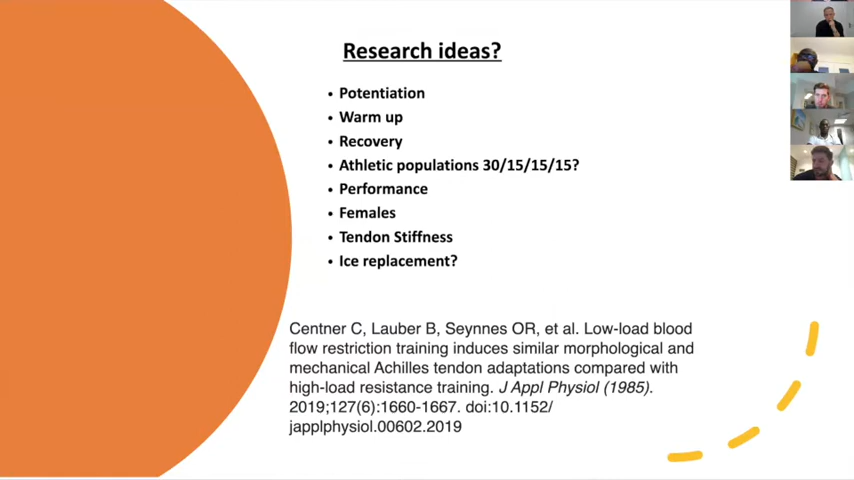 Research ideas?
• Potentiation
• Warm up
• Recovery
• Athletic populations 30/15/15/15?
• Performance
• Females
• Tendon Stiffness
• Ice replacement?
Centner C, Lauber B, Seynnes OR, et al. Low-load blood
flow restriction training induces similar morphological and
mechanical Achilles tendon adaptations compared with
high-load resistance training. J Appl Physiol (1985).
2019;127(6):1660-1667. doi:10.1152/
japplphysiol.00602.2019